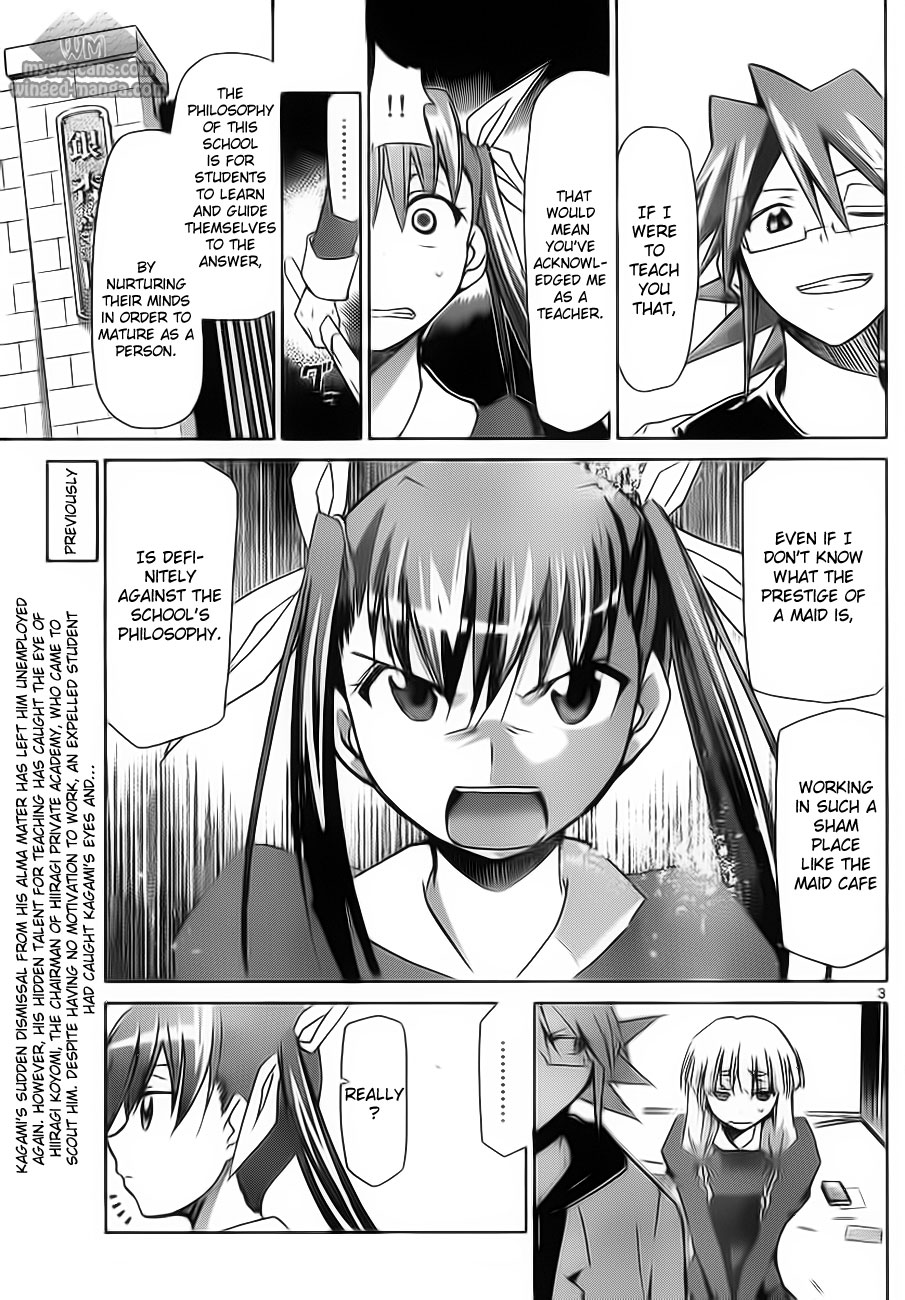 WM
mys2scans.com
winged-manga.com
IF I
WERE
TO
TEACH
YOU
THAT,
THAT
WOULD
MEAN
YOU'VE
ACKNOWL-
EDGED ME
AS A
TEACHER.
!!
.........
グ
THE
PHILOSOPHY
OF THIS
SCHOOL
IS FOR
STUDENTS
TO LEARN
AND GUIDE
THEMSELVES
TO THE
ANSWER,
BY
NURTURING
THEIR MINDS
IN ORDER TO
MATURE AS A
PERSON.
EVEN IF I
DON'T KNOW
WHAT THE
PRESTIGE OF
A MAID IS,
WORKING
IN SUCH A
SHAM
PLACE
LIKE THE
MAID CAFE
IS DEFI-
NITELY
AGAINST THE
SCHOOL'S
PHILOSOPHY.
PREVIOUSLY
KAGAMI'S SUDDEN DISMISSAL FROM HIS ALMA MATER HAS LEFT HIM UNEMPLOYED
AGAIN. HOWEVER, HIS HIDDEN TALENT FOR TEACHING HAS CAUGHT THE EYE OF
HIIRAGI KOYOMI, THE CHAIRMAN OF HIIRAGI PRIVATE ACADEMY, WHO CAME TO
SCOUT HIM. DESPITE HAVING NO MOTIVATION TO WORK, AN EXPELLED STUDENT
HAD CAUGHT KAGAMI'S EYES AND...
3
.........
REALLY
?